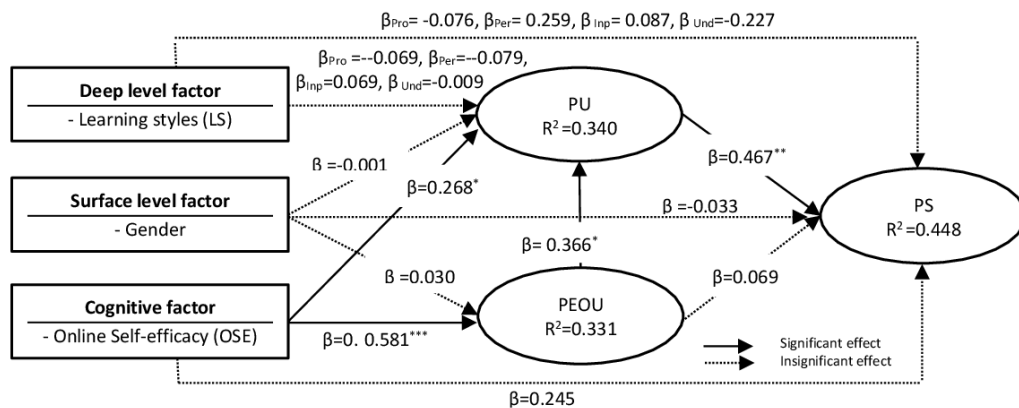 βPro= -0.076, βPer= 0.259, β Inp= 0.087, β Und=-0.227
βPro =--0.069, βPer=--0.079,
βInp=0.069, β Und=-0.009
Deep level factor
- Learning styles (LS)
PU
R² =0.340
β= -0.001
β=0.268*
β=0.467**
Surface level factor
- Gender
β =-0.033
PS
R² =0.448
β= 0.366*
β =0.030
β=0.069
Cognitive factor
- Online Self-efficacy (OSE)
PEOU
R²=0.331
β=0. 0.581***
Significant effect
Insignificant effect
β=0.245